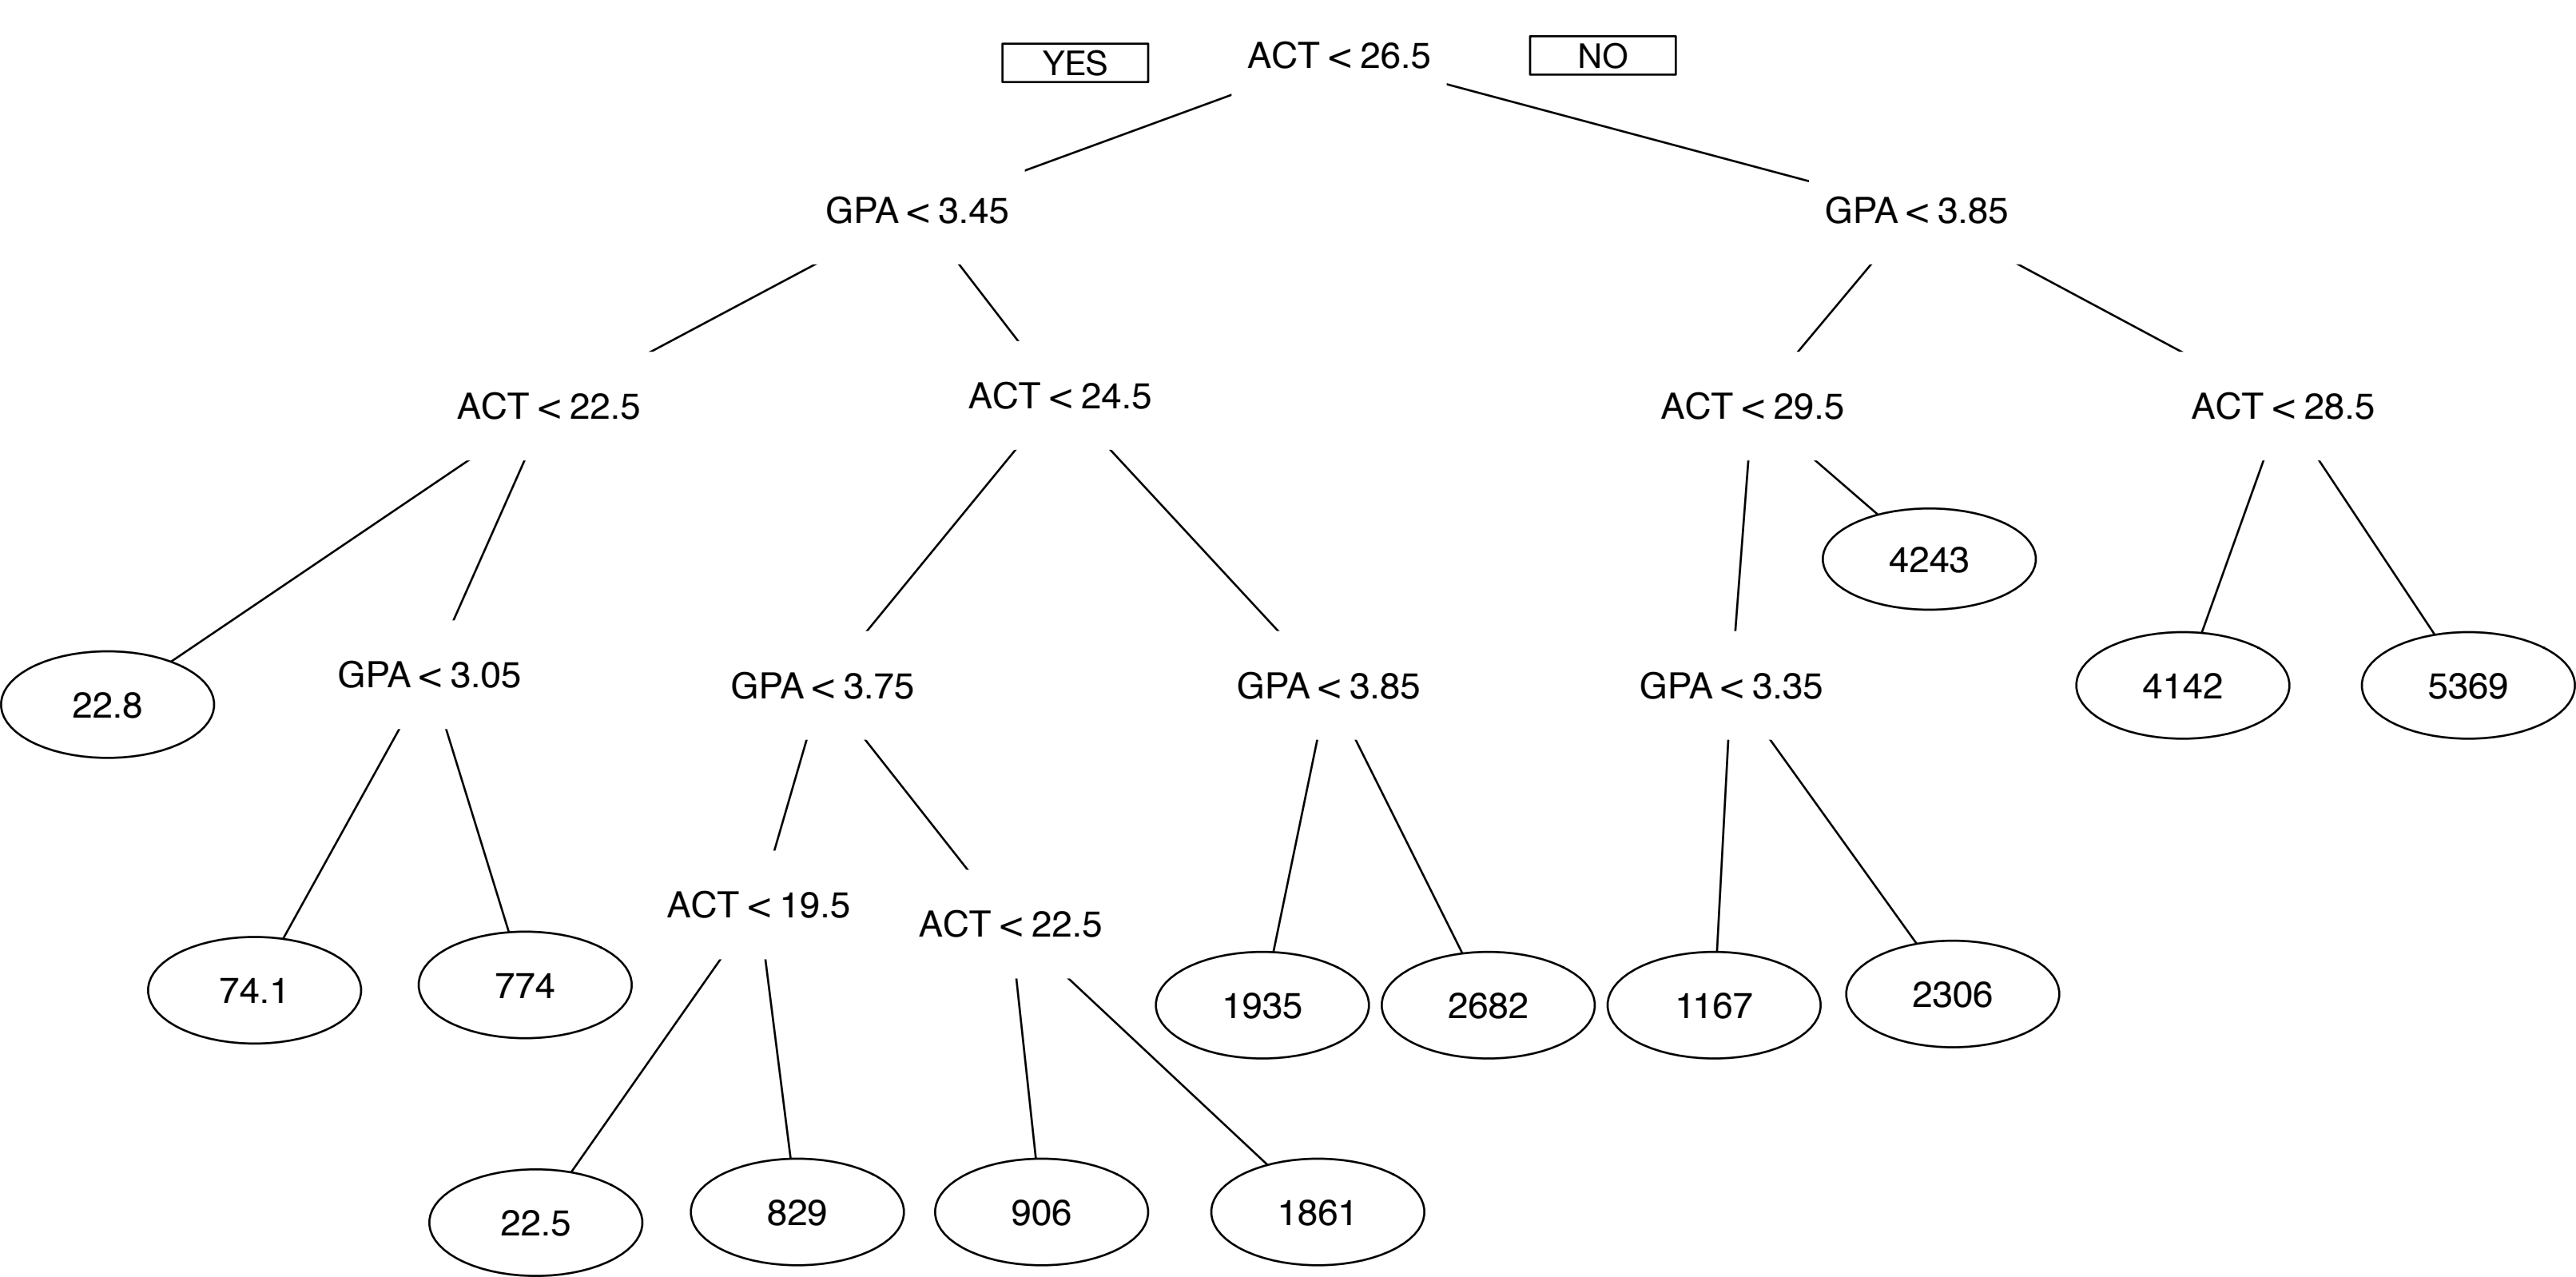 YES
ACT < 26.5
NO
GPA < 3.45
GPA < 3.85
ACT < 22.5
ACT < 24.5
ACT < 29.5
ACT < 28.5
4243
22.8
GPA < 3.05
GPA < 3.75
GPA < 3.85
GPA < 3.35
4142
5369
ACT < 19.5
ACT < 22.5
74.1
774
1935
2682
1167
2306
22.5
829
906
1861